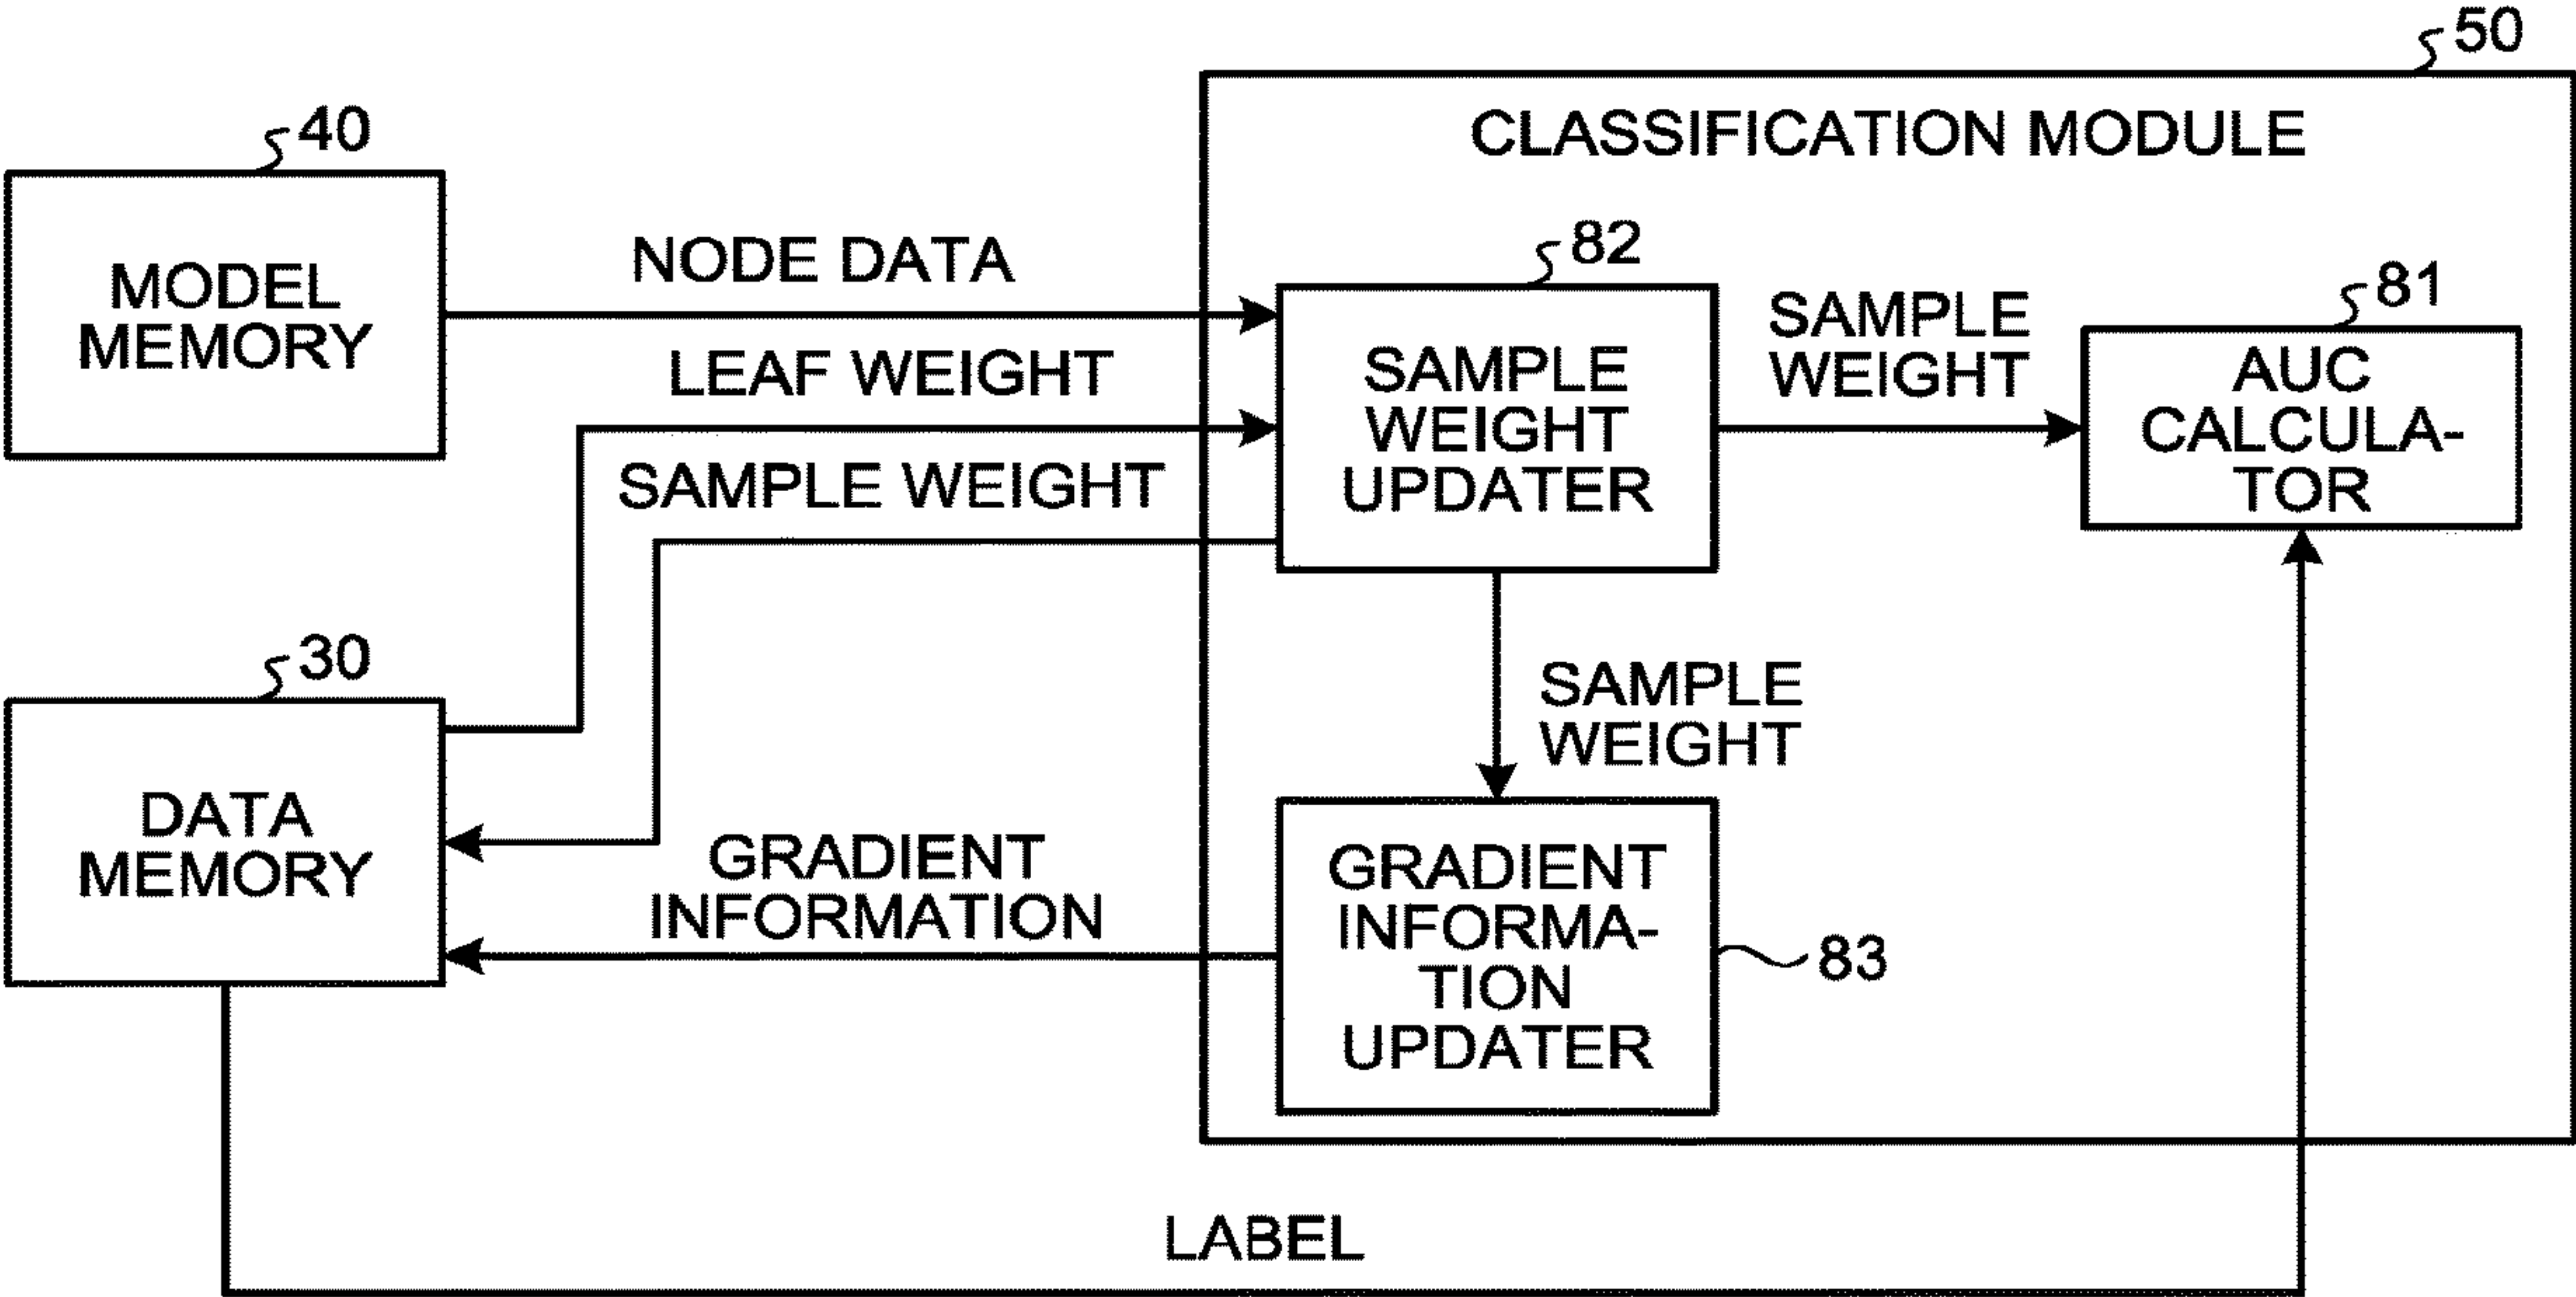 50
CLASSIFICATION MODULE
40
MODEL
MEMORY
NODE DATA
LEAF WEIGHT
SAMPLE WEIGHT
82
SAMPLE
WEIGHT
UPDATER
SAMPLE
WEIGHT
81
AUC
CALCULA-
TOR
30
DATA
MEMORY
SAMPLE
WEIGHT
GRADIENT
INFORMATION
GRADIENT
INFORMA-
TION
UPDATER
83
LABEL